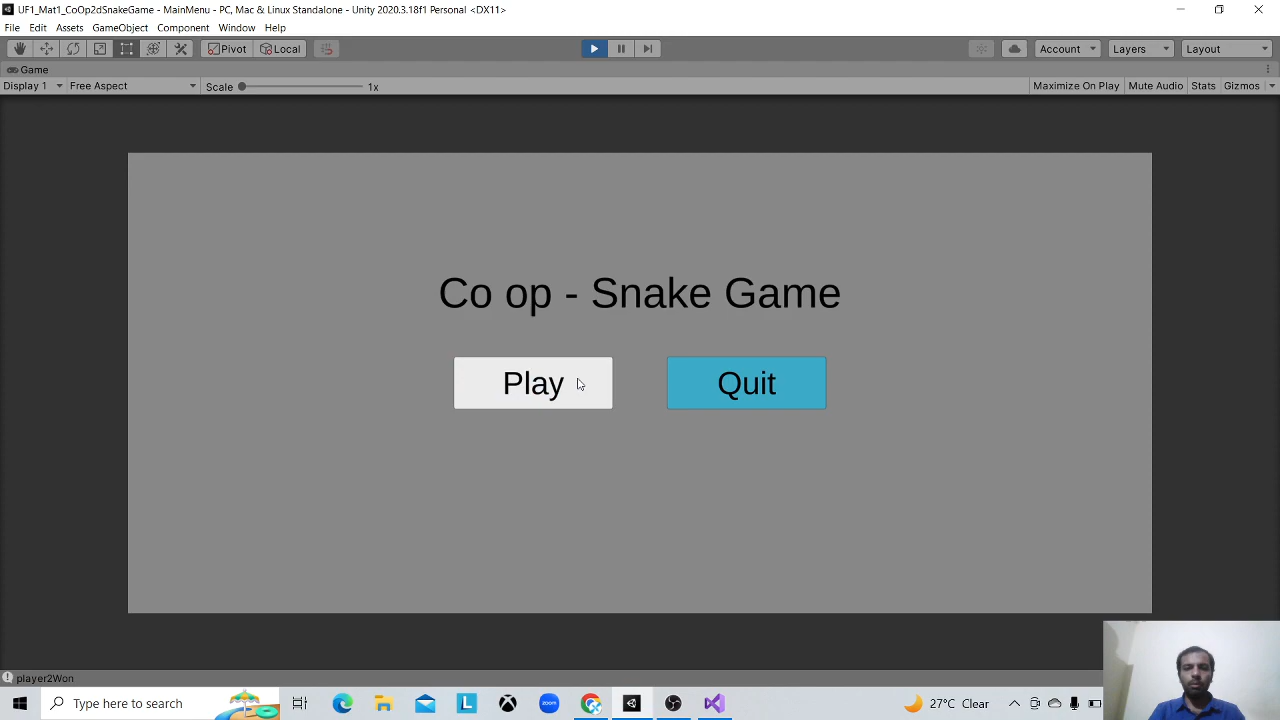 UF1_Mat1_CoOp2dSnakeGame - MainMenu - PC, Mac & Linux Standalone - Unity 2020.3.18f1 Personal <DX11>
File Edit Assets GameObject Component Window Help
Pivot Local Account Layers Layout
Game
Display 1 Free Aspect Scale 1x Maximize On Play Mute Audio Stats Gizmos
Co op - Snake Game
Play Quit
player2Won
Type here to search L zoom 27°C Clear